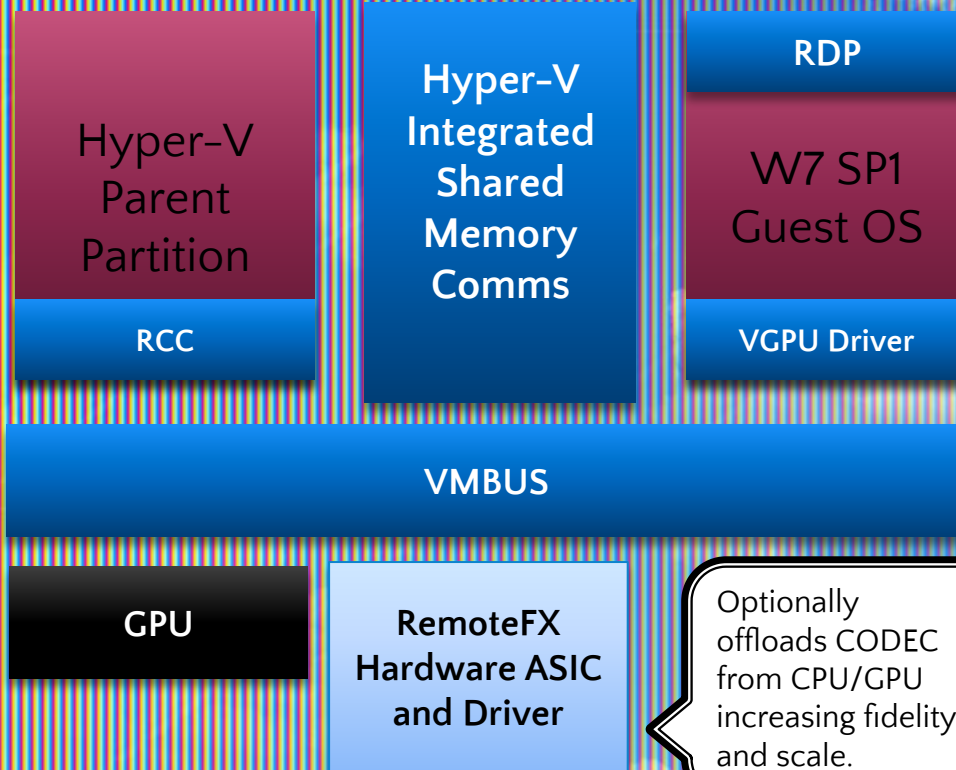 Hyper-V
Parent
Partition
RCC
Hyper-V
Integrated
Shared
Memory
Comms
RDP
W7 SP1
Guest OS
VGPU Driver
VMBUS
GPU
RemoteFX
Hardware ASIC
and Driver
Optionally
offloads CODEC
from CPU/GPU
increasing fidelity
and scale.